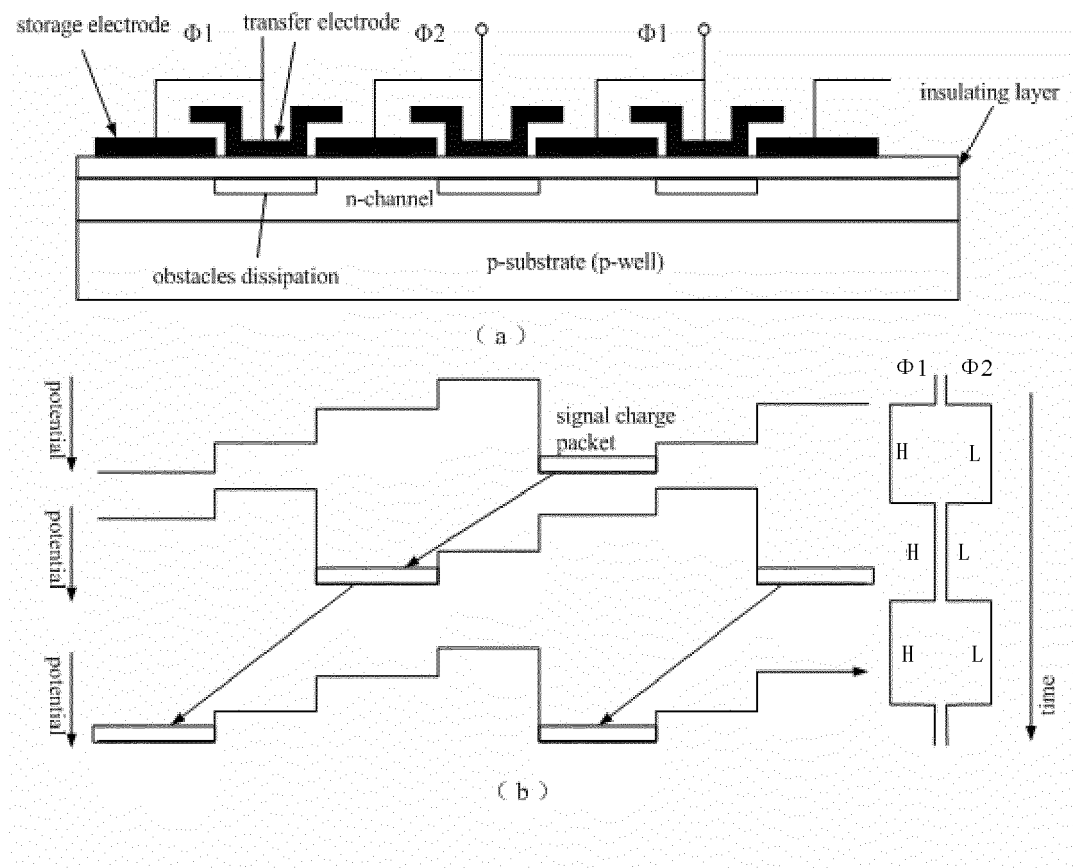 storage electrode
Φ1
transfer electrode
Φ2
Φ1
insulating layer
n-channel
obstacles dissipation
p-substrate (p-well)
( a )
potential
signal charge
packet
Φ1
Φ2
H
L
potential
H
L
potential
H
L
time
( b )